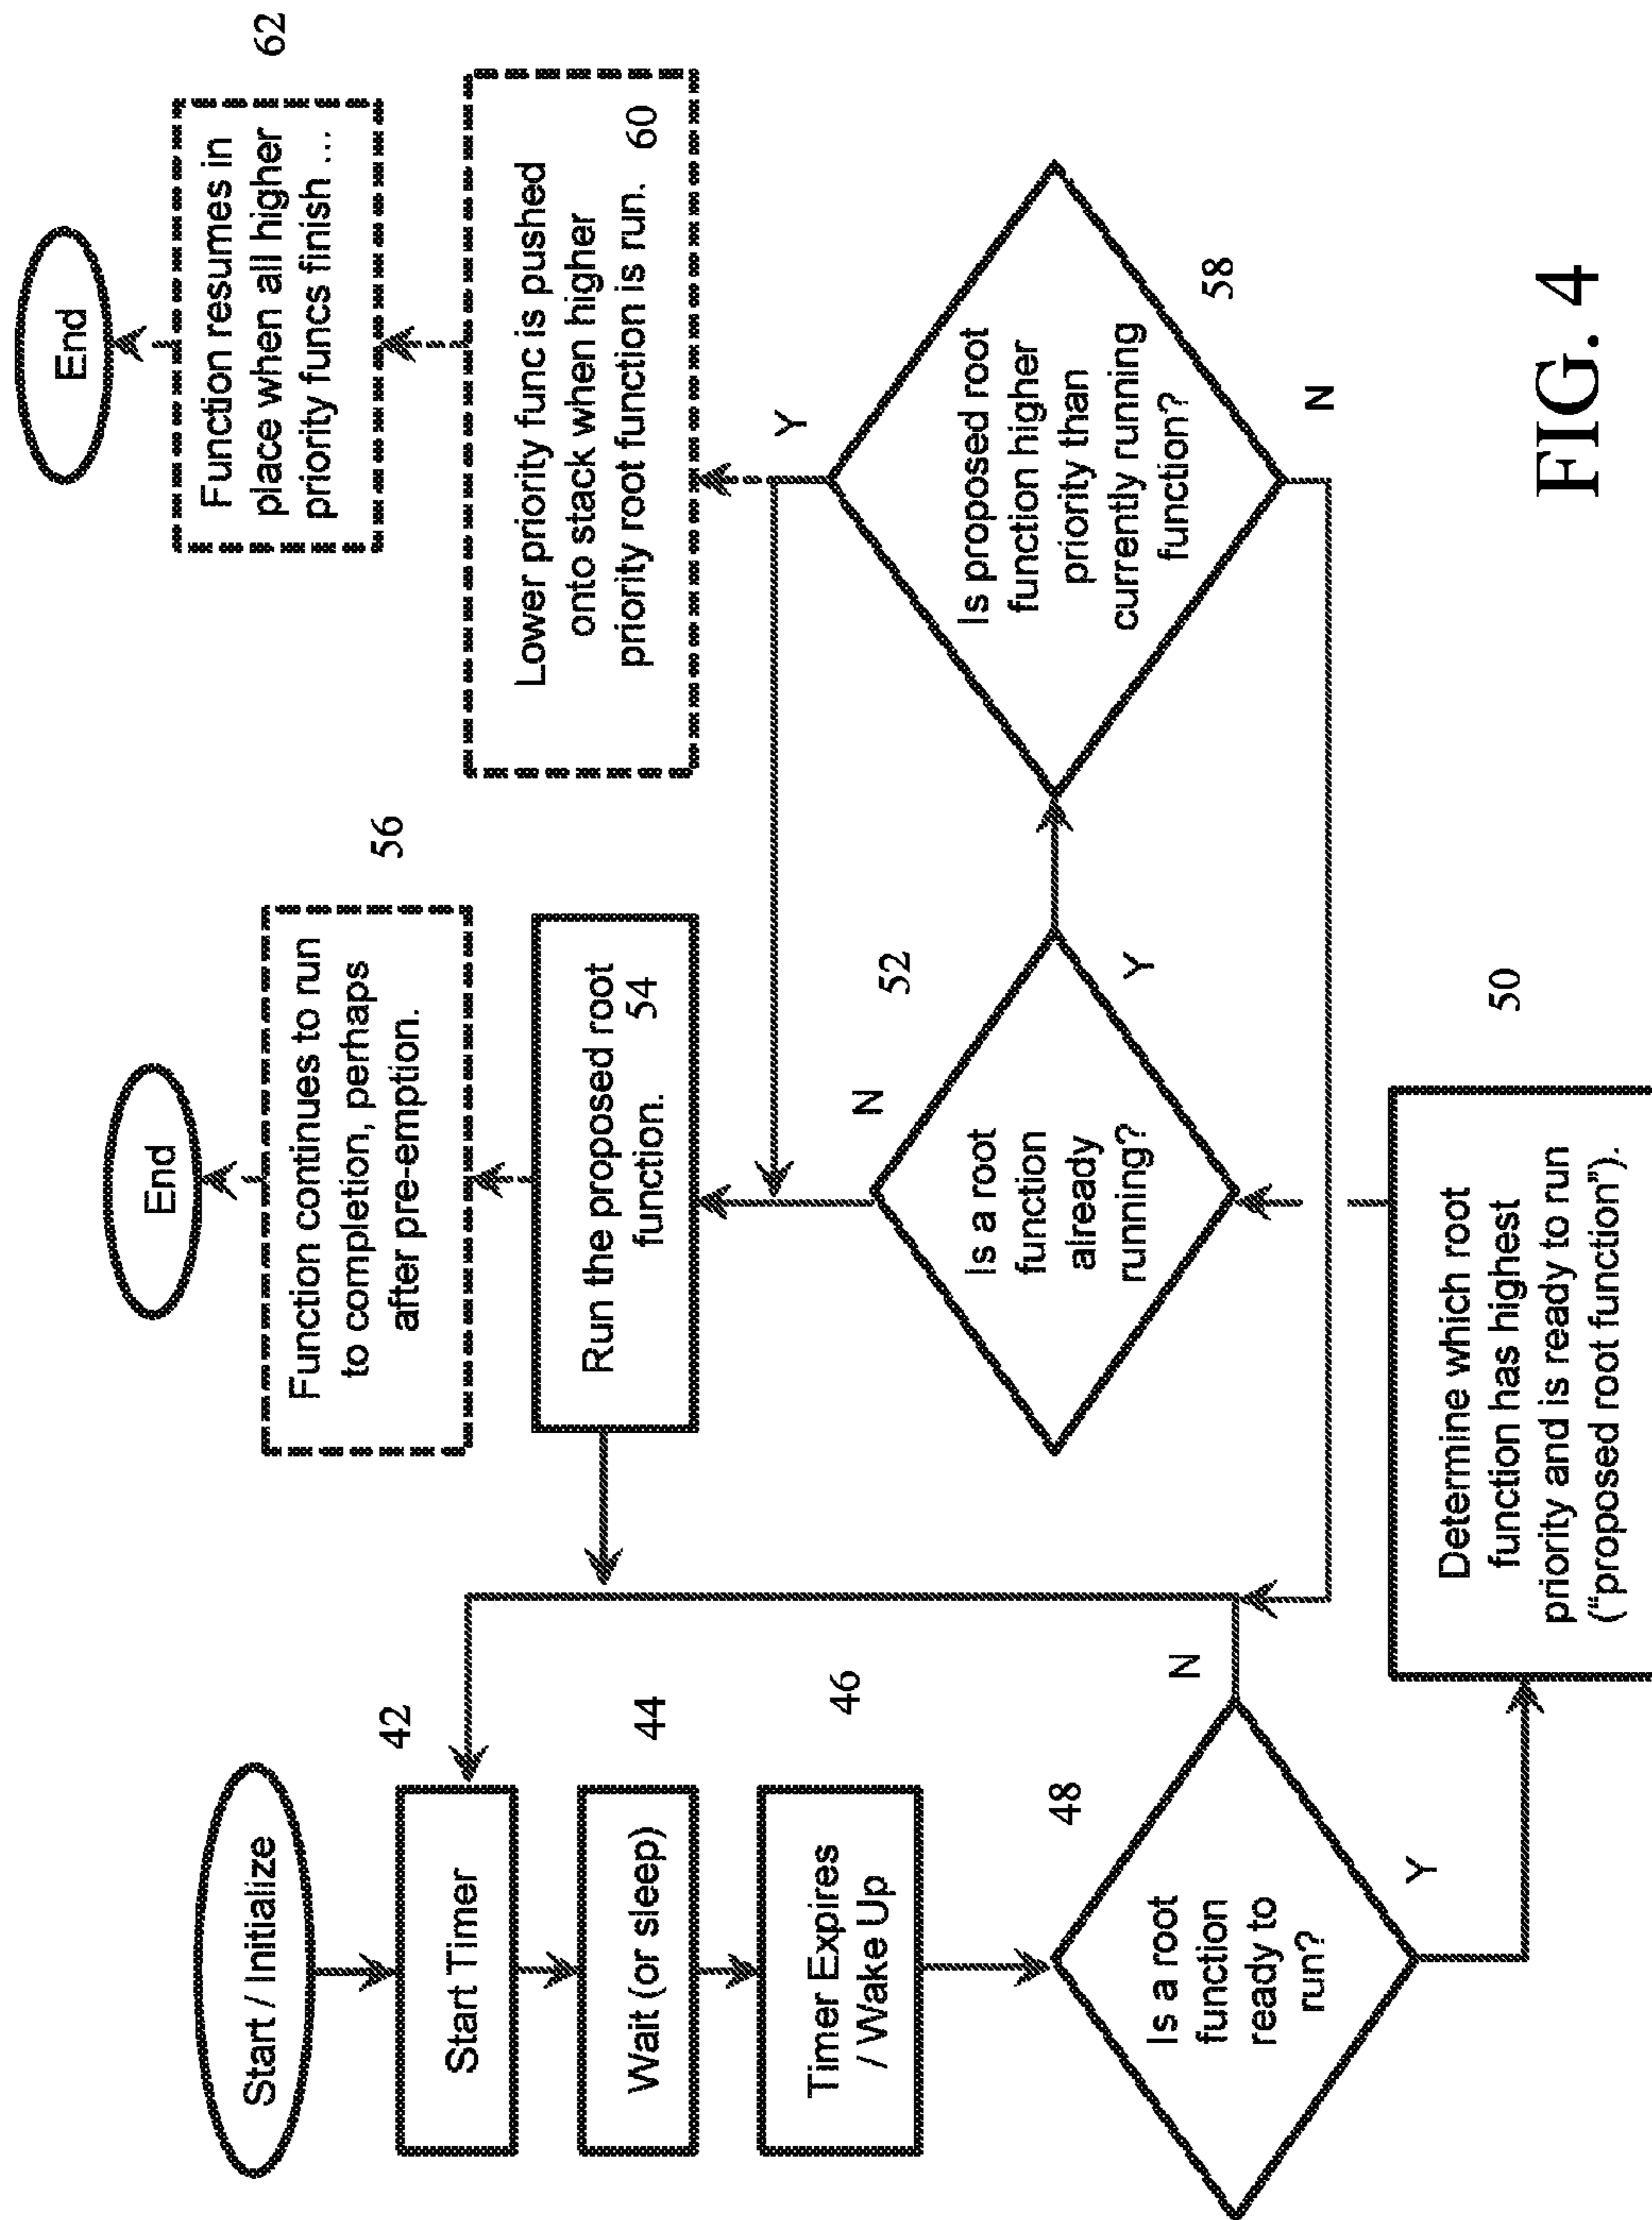 Start / Initialize
42
Start Timer
44
Wait (or sleep)
46
Timer Expires
/ Wake Up
48
Is a root
function
ready to
run?
N
Y
50
Determine which root
function has highest
priority and is ready to run
(“proposed root function”).
52
Is a root
function
already
running?
N
Y
Run the proposed root
function. 54
56
Function continues to run
to completion, perhaps
after pre-emption.
End
58
Is proposed root
function higher
priority than
currently running
function?
Y
N
Lower priority func is pushed
onto stack when higher
priority root function is run. 60
62
Function resumes in
place when all higher
priority funcs finish ...
End
FIG. 4